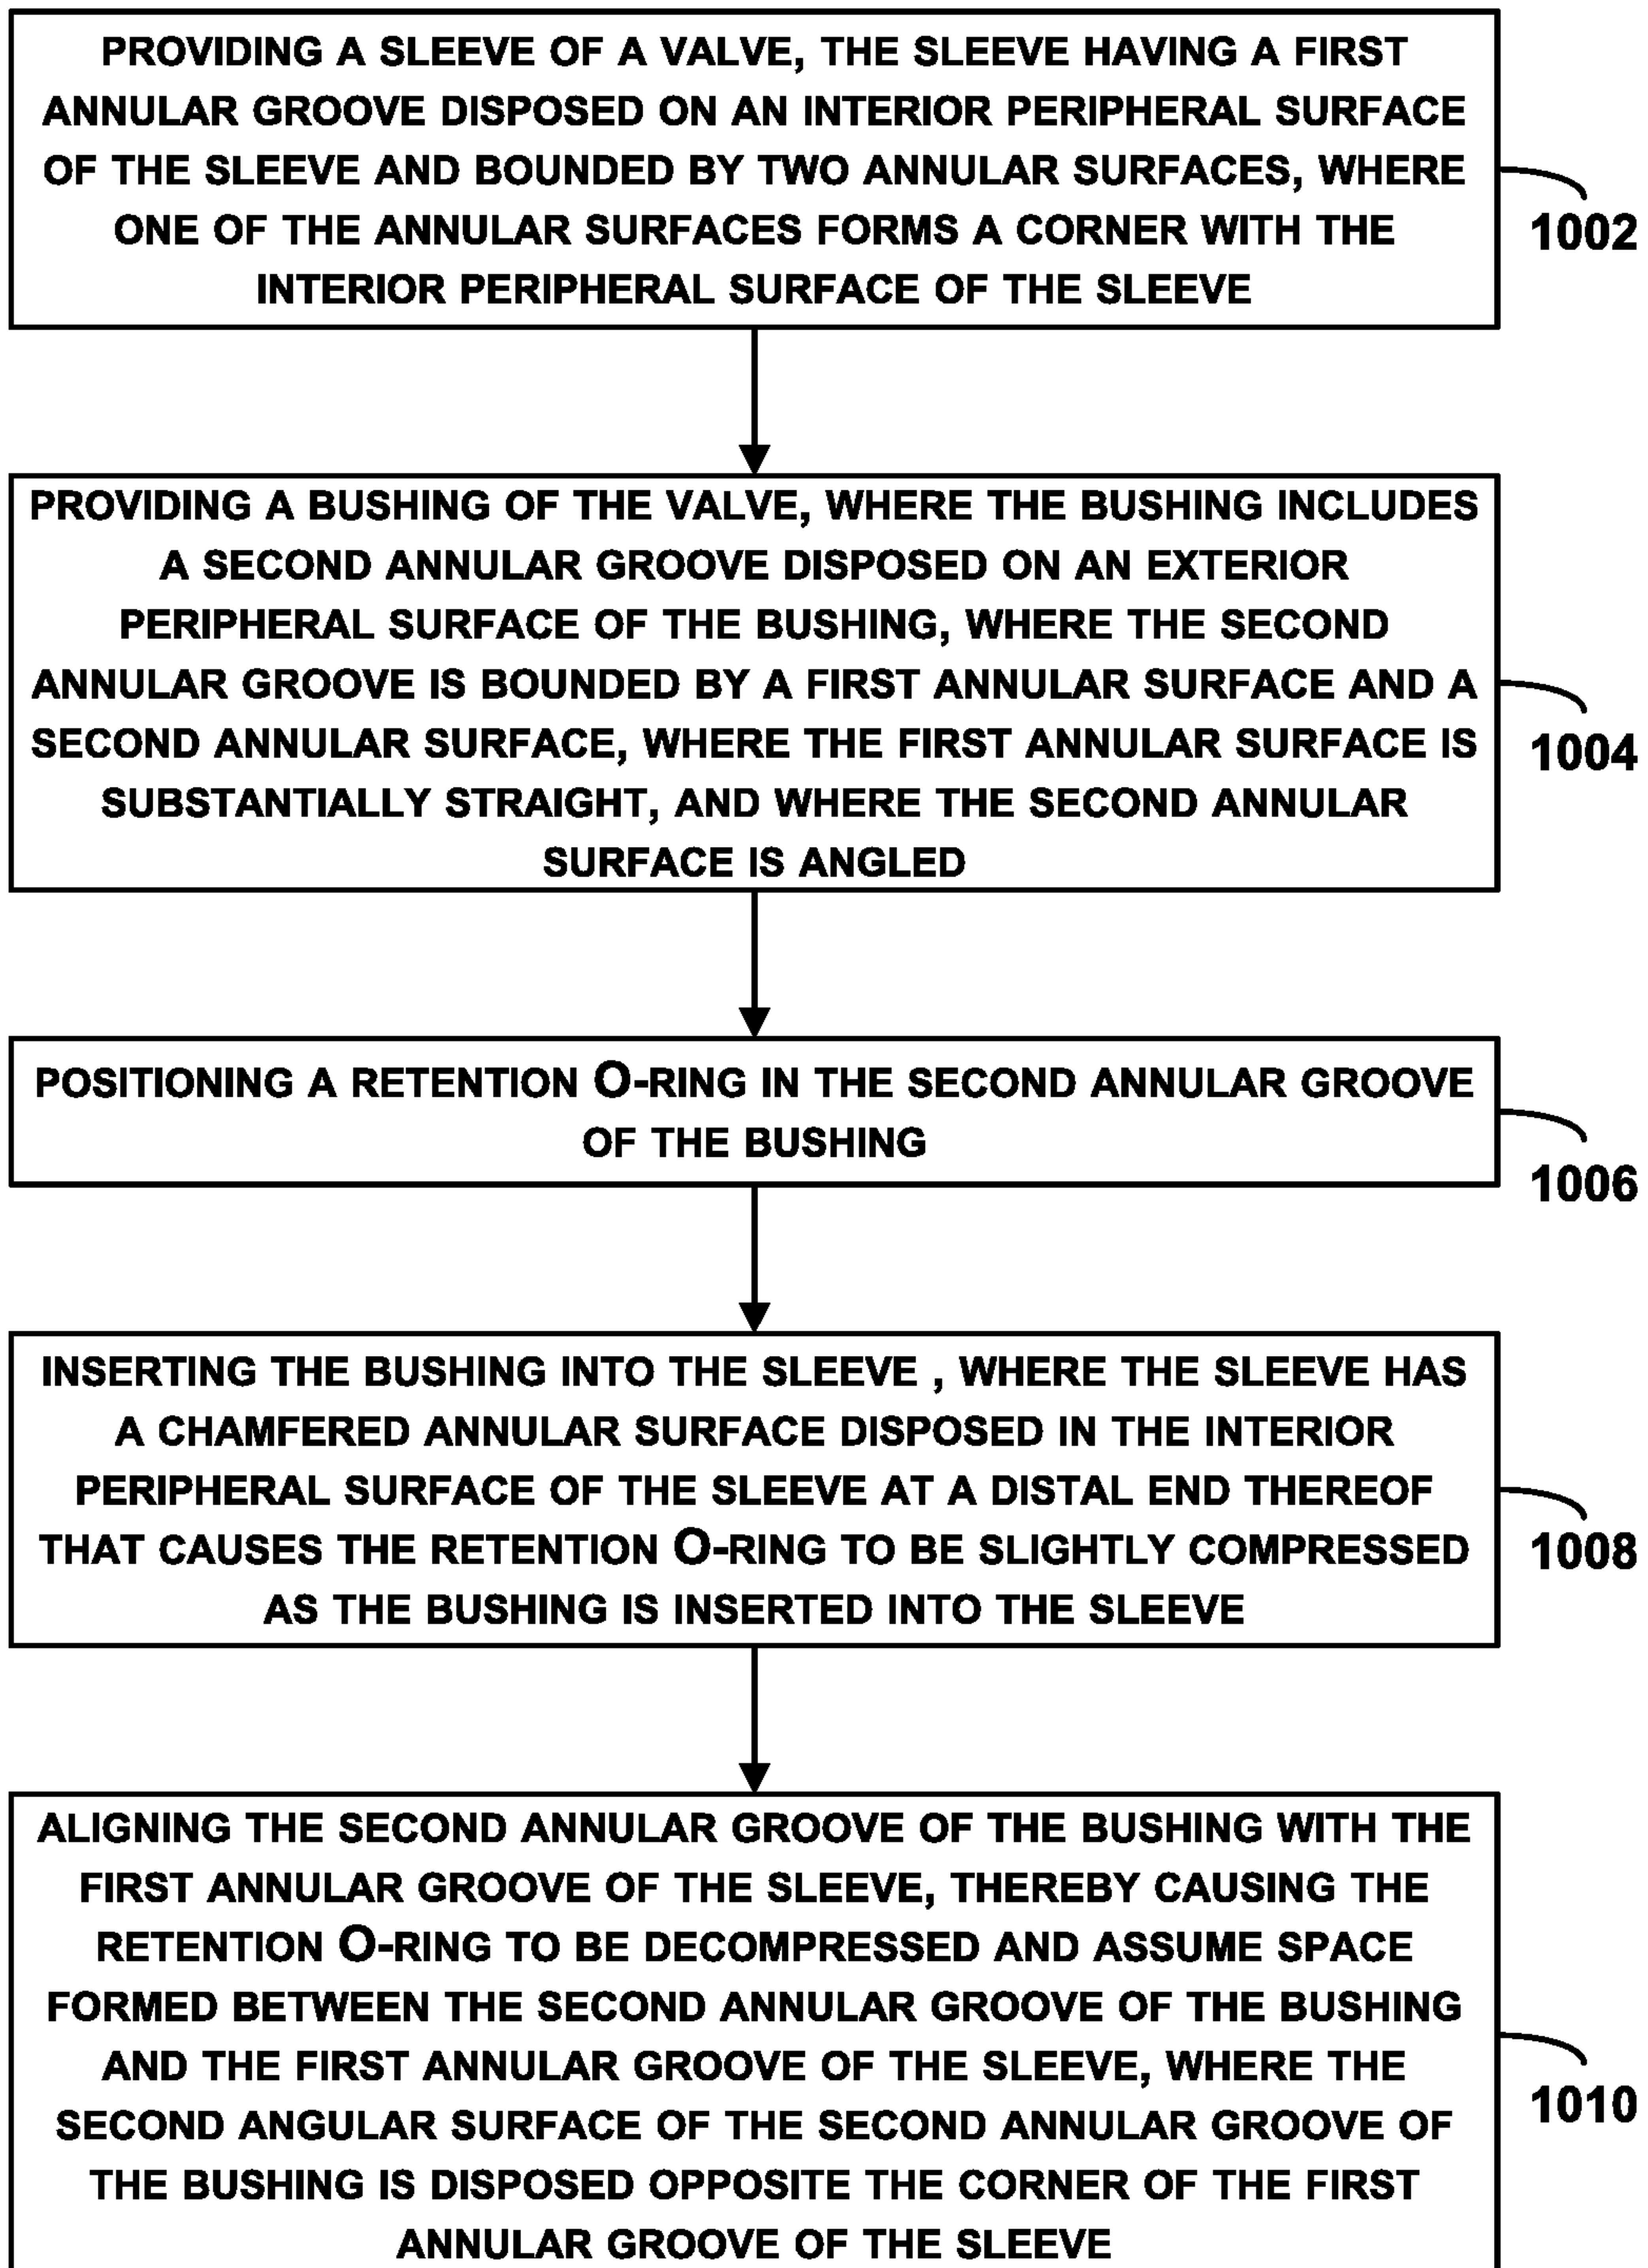 PROVIDING A SLEEVE OF A VALVE, THE SLEEVE HAVING A FIRST
ANNULAR GROOVE DISPOSED ON AN INTERIOR PERIPHERAL SURFACE
OF THE SLEEVE AND BOUNDED BY TWO ANNULAR SURFACES, WHERE
ONE OF THE ANNULAR SURFACES FORMS A CORNER WITH THE
INTERIOR PERIPHERAL SURFACE OF THE SLEEVE
1002
PROVIDING A BUSHING OF THE VALVE, WHERE THE BUSHING INCLUDES
A SECOND ANNULAR GROOVE DISPOSED ON AN EXTERIOR
PERIPHERAL SURFACE OF THE BUSHING, WHERE THE SECOND
ANNULAR GROOVE IS BOUNDED BY A FIRST ANNULAR SURFACE AND A
SECOND ANNULAR SURFACE, WHERE THE FIRST ANNULAR SURFACE IS
SUBSTANTIALLY STRAIGHT, AND WHERE THE SECOND ANNULAR
SURFACE IS ANGLED
1004
POSITIONING A RETENTION O-RING IN THE SECOND ANNULAR GROOVE
OF THE BUSHING
1006
INSERTING THE BUSHING INTO THE SLEEVE , WHERE THE SLEEVE HAS
A CHAMFERED ANNULAR SURFACE DISPOSED IN THE INTERIOR
PERIPHERAL SURFACE OF THE SLEEVE AT A DISTAL END THEREOF
THAT CAUSES THE RETENTION O-RING TO BE SLIGHTLY COMPRESSED
AS THE BUSHING IS INSERTED INTO THE SLEEVE
1008
ALIGNING THE SECOND ANNULAR GROOVE OF THE BUSHING WITH THE
FIRST ANNULAR GROOVE OF THE SLEEVE, THEREBY CAUSING THE
RETENTION O-RING TO BE DECOMPRESSED AND ASSUME SPACE
FORMED BETWEEN THE SECOND ANNULAR GROOVE OF THE BUSHING
AND THE FIRST ANNULAR GROOVE OF THE SLEEVE, WHERE THE
SECOND ANGULAR SURFACE OF THE SECOND ANNULAR GROOVE OF
THE BUSHING IS DISPOSED OPPOSITE THE CORNER OF THE FIRST
ANNULAR GROOVE OF THE SLEEVE
1010